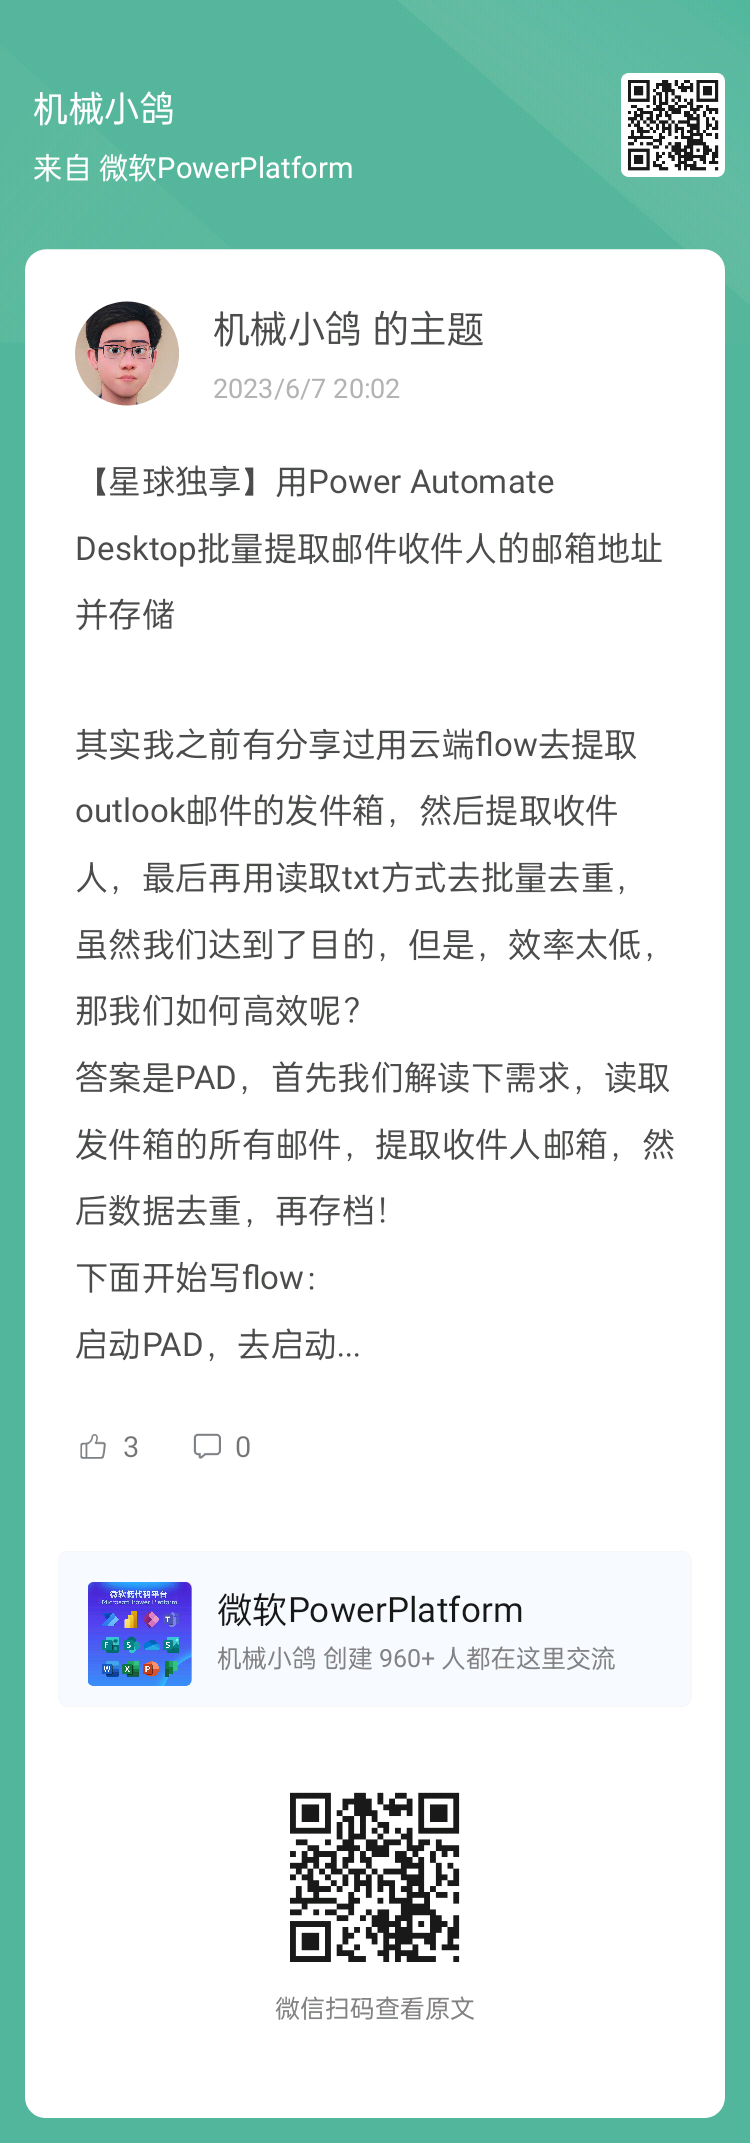 机械小鸽
来自 微软PowerPlatform
机械小鸽 的主题
2023/6/7 20:02
【星球独享】用Power Automate
Desktop批量提取邮件收件人的邮箱地址
并存储
其实我之前有分享过用云端flow去提取
outlook邮件的发件箱，然后提取收件
人，最后再用读取txt方式去批量去重，
虽然我们达到了目的，但是，效率太低，
那我们如何高效呢？
答案是PAD，首先我们解读下需求，读取
发件箱的所有邮件，提取收件人邮箱，然
后数据去重，再存档！
下面开始写flow：
启动PAD，去启动...
3
0
微软低代码平台
Microsoft Power Platform
微软PowerPlatform
机械小鸽 创建 960+ 人都在这里交流
微信扫码查看原文